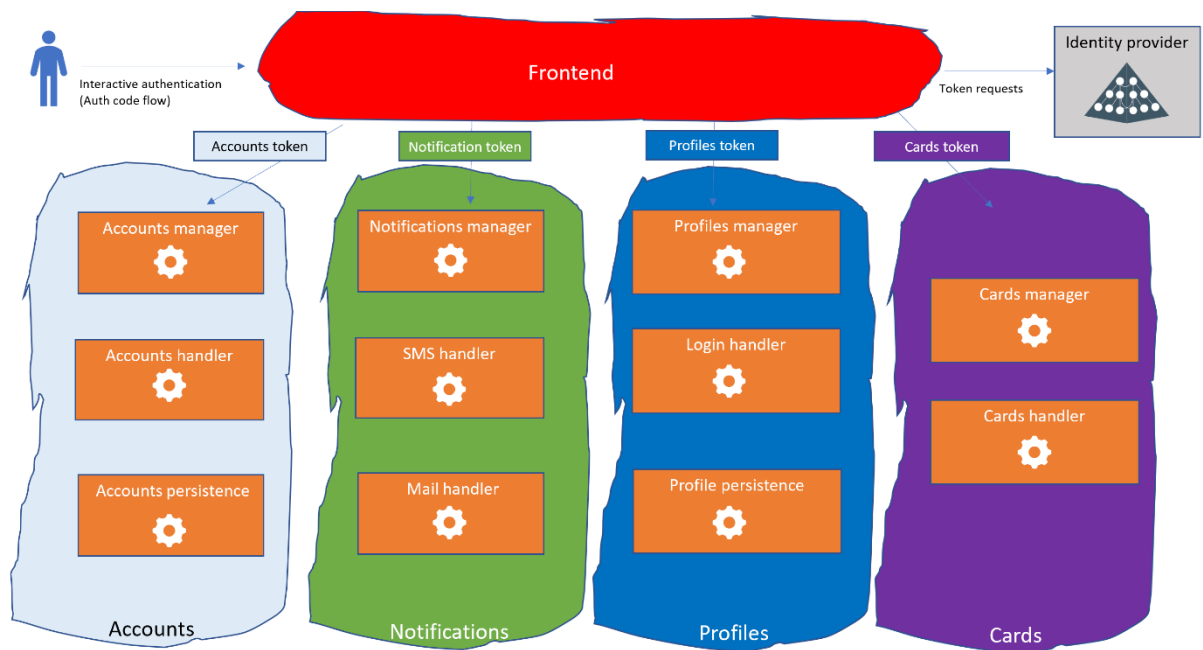 Identity provider
Frontend
Interactive authentication
(Auth code flow)
Token requests
Accounts token
Notification token
Profiles token
Cards token
Accounts manager
Notifications manager
Profiles manager
Cards manager
Accounts handler
SMS handler
Login handler
Cards handler
Accounts persistence
Mail handler
Profile persistence
Accounts
Notifications
Profiles
Cards